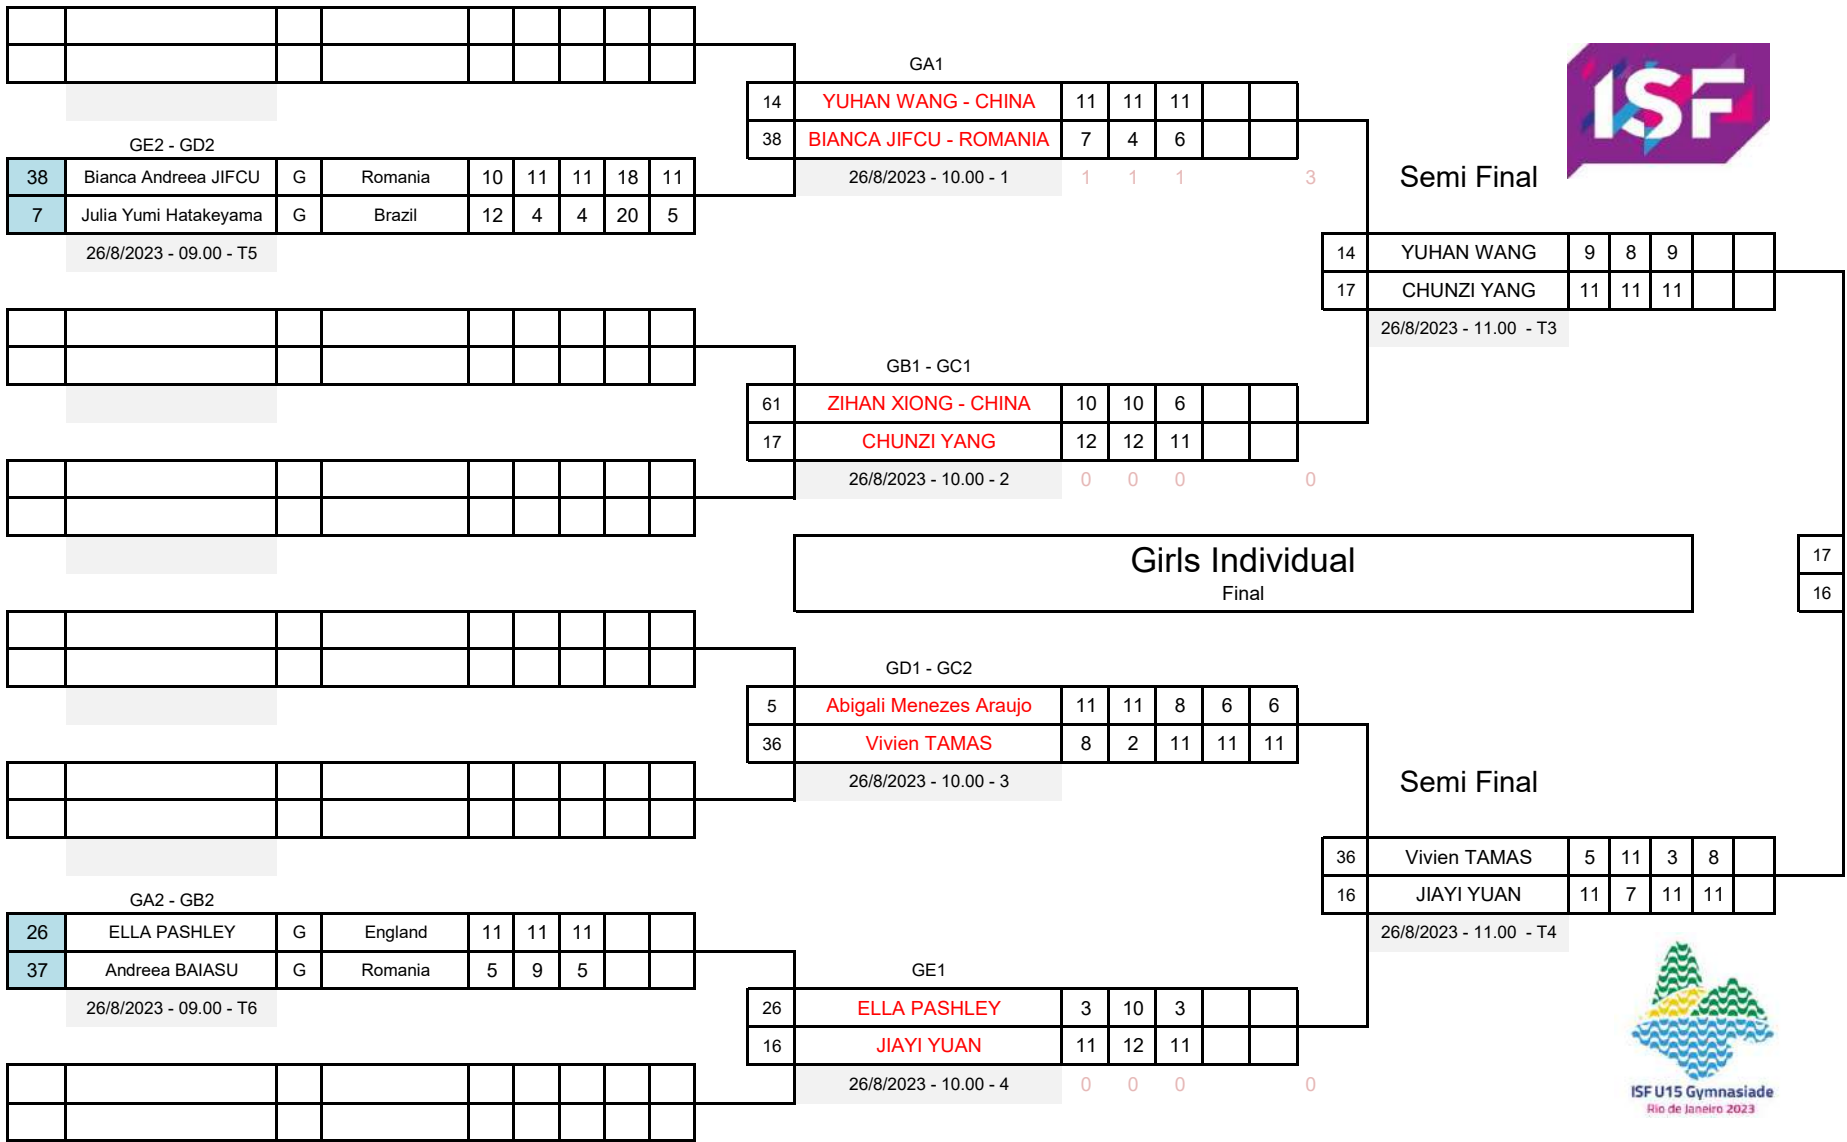 GE2 - GD2
38 Bianca Andreea JIFCU G Romania 10 11 11 18 11
7 Julia Yumi Hatakeyama G Brazil 12 4 4 20 5
26/8/2023 - 09.00 - T5
GA2 - GB2
26 ELLA PASHLEY G England 11 11 11
37 Andreea BAIASU G Romania 5 9 5
26/8/2023 - 09.00 - T6
GA1
14 YUHAN WANG - CHINA 11 11 11
38 BIANCA JIFCU - ROMANIA 7 4 6
26/8/2023 - 10.00 - 1 1 1 1 3
GB1 - GC1
61 ZIHAN XIONG - CHINA 10 10 6
17 CHUNZI YANG 12 12 11
26/8/2023 - 10.00 - 2 0 0 0 0
Girls Individual
Final
GD1 - GC2
5 Abigali Menezes Araujo 11 11 8 6 6
36 Vivien TAMAS 8 2 11 11 11
26/8/2023 - 10.00 - 3
GE1
26 ELLA PASHLEY 3 10 3
16 JIAYI YUAN 11 12 11
26/8/2023 - 10.00 - 4 0 0 0 0
ISF
Semi Final
14 YUHAN WANG 9 8 9
17 CHUNZI YANG 11 11 11
26/8/2023 - 11.00 - T3
Semi Final
36 Vivien TAMAS 5 11 3 8
16 JIAYI YUAN 11 7 11 11
26/8/2023 - 11.00 - T4
17
16
ISF U15 Gymnasiade
Rio de Janeiro 2023